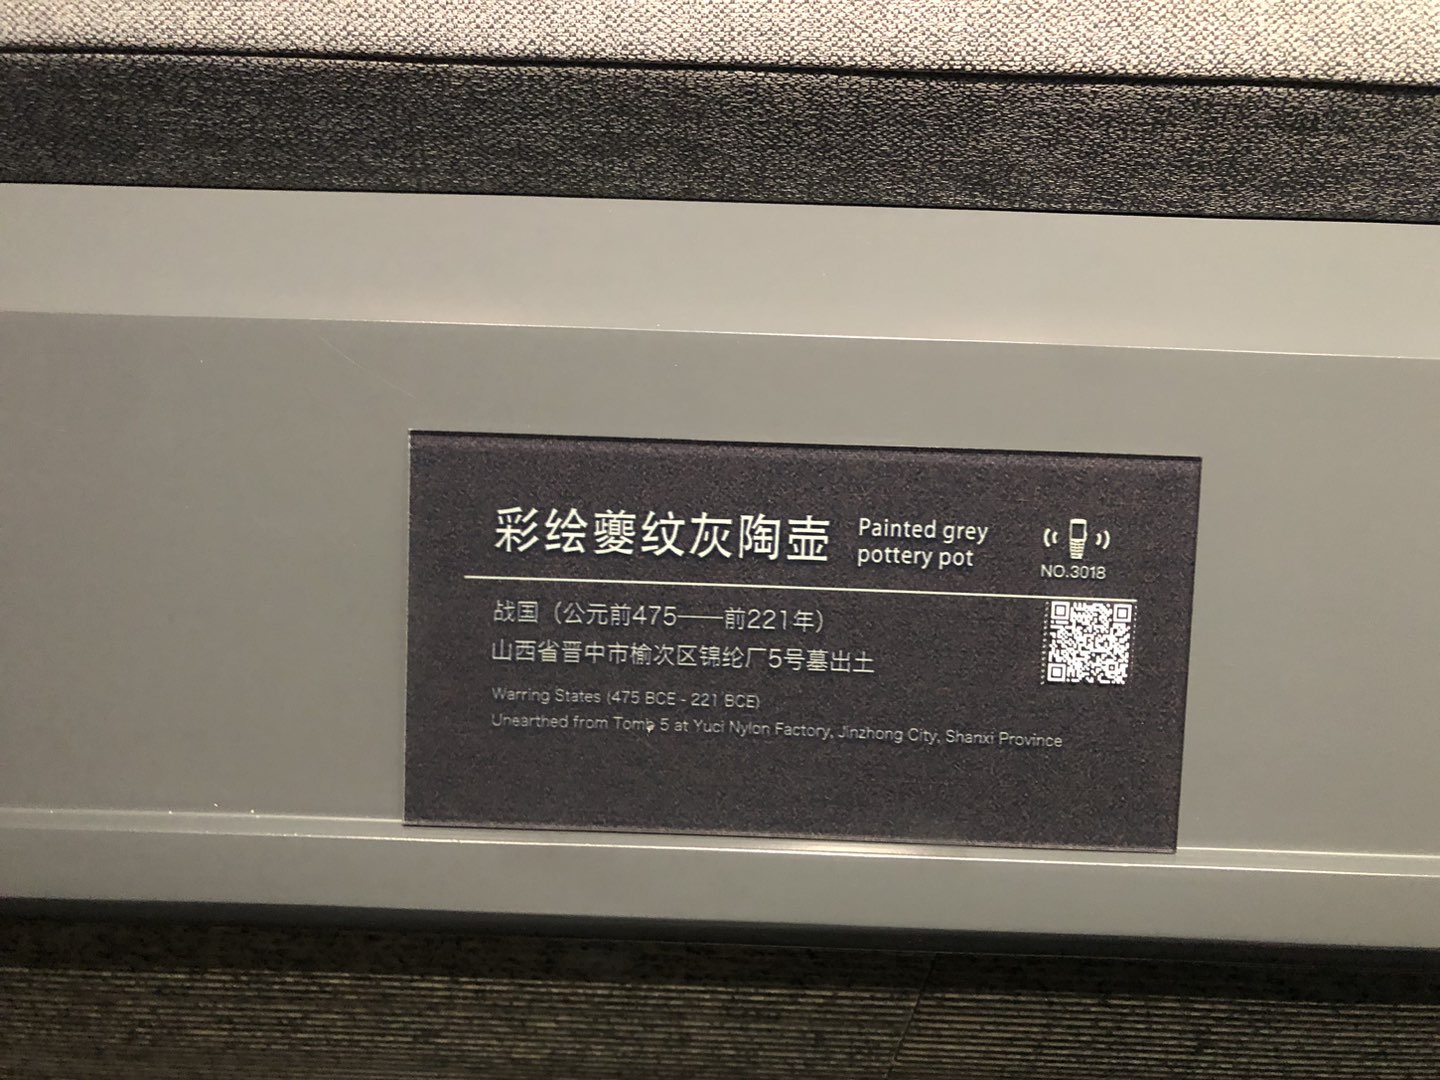 彩绘夔纹灰陶壶
Painted grey
pottery pot
NO.3018
战国（公元前475——前221年）
山西省晋中市榆次区锦纶厂5号墓出土
Warring States (475 BCE - 221 BCE)
Unearthed from Tomb 5 at Yuci Nylon Factory, Jinzhong City, Shanxi Province